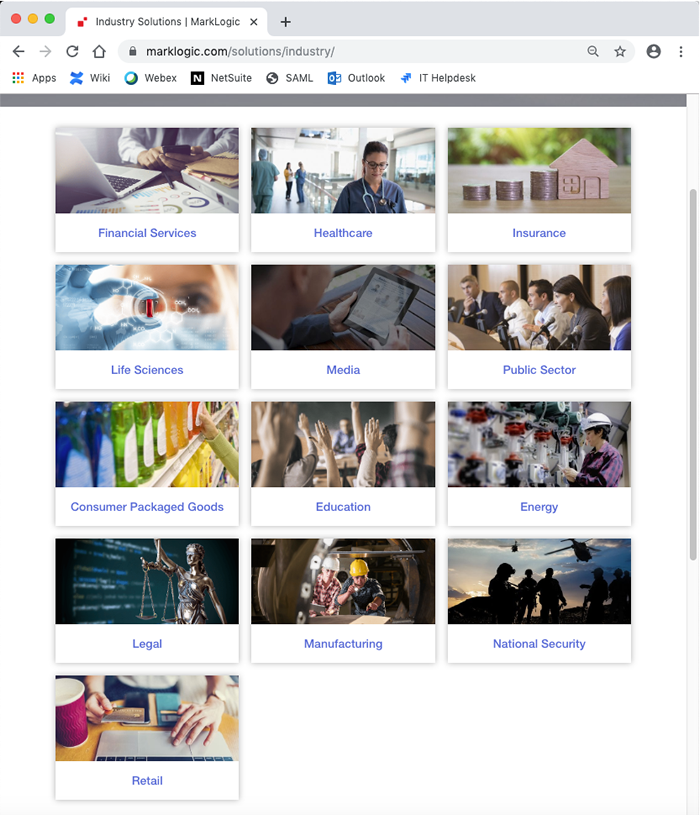 Industry Solutions | MarkLogic
marklogic.com/solutions/industry/
Apps Wiki Webex NetSuite SAML Outlook IT Helpdesk
Financial Services Healthcare Insurance
Life Sciences Media Public Sector
Consumer Packaged Goods Education Energy
Legal Manufacturing National Security
Retail